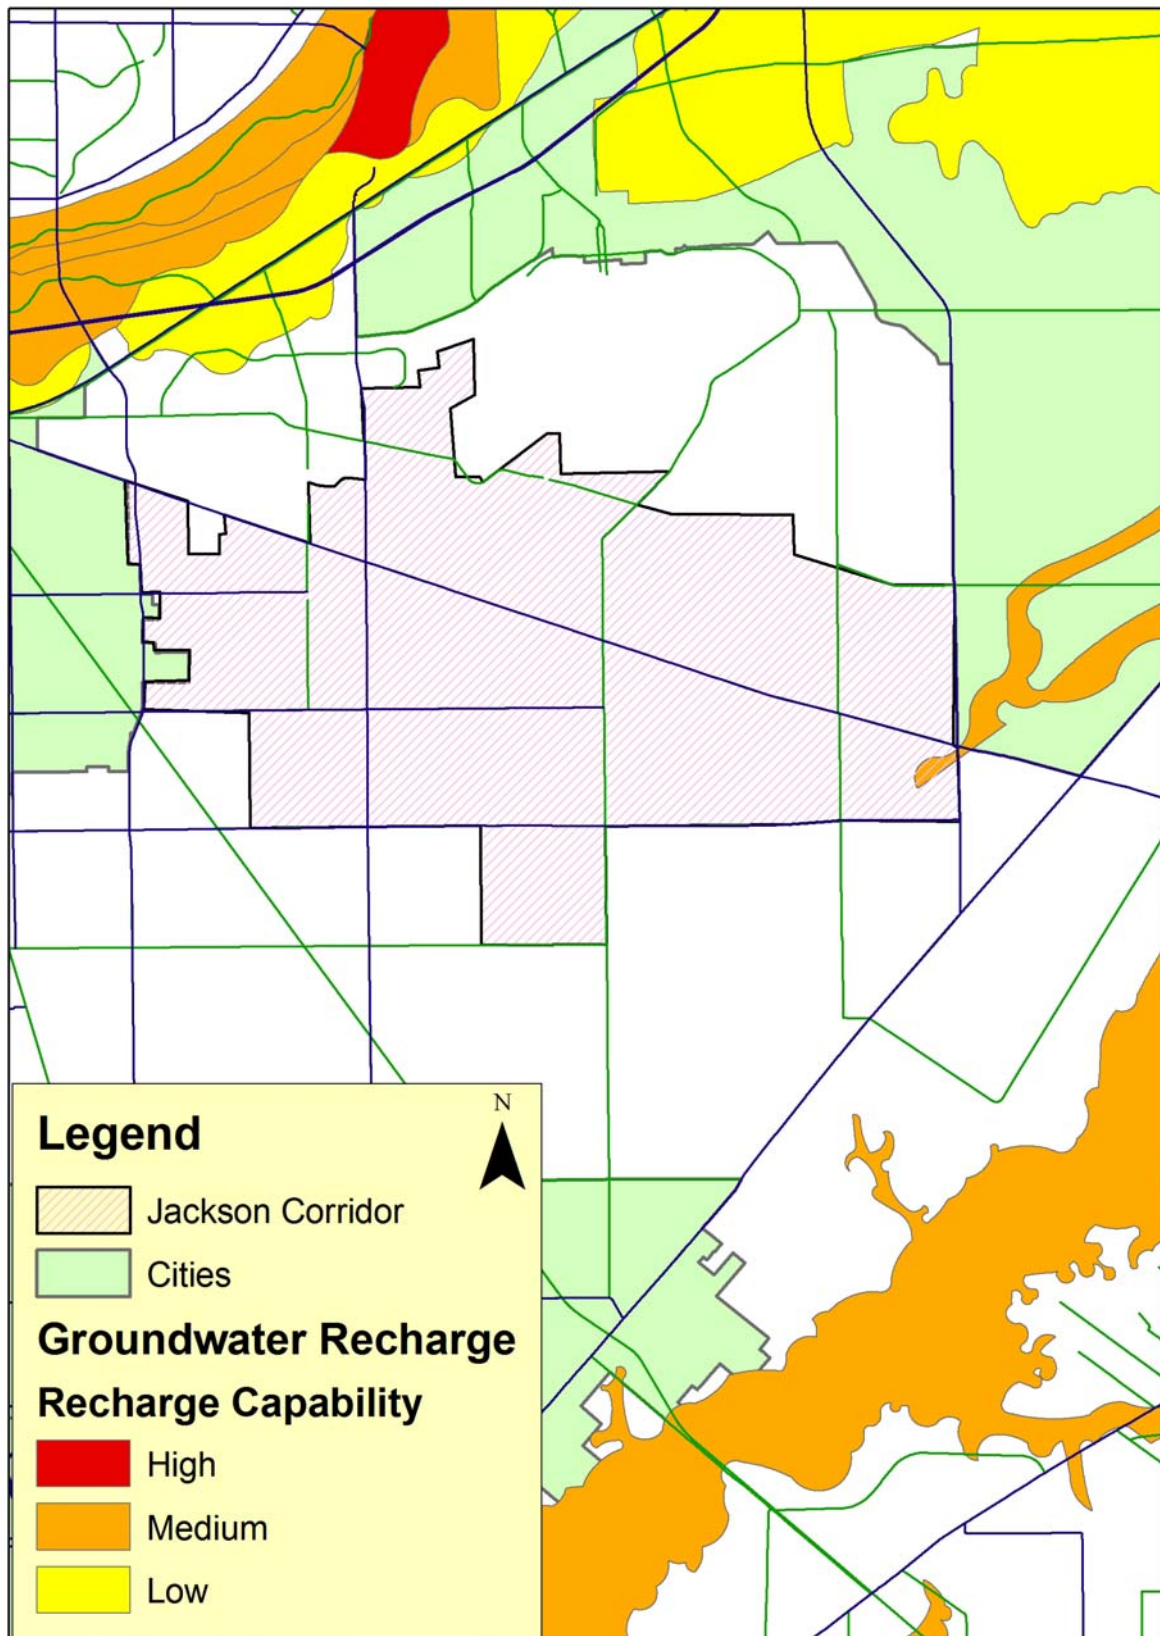 N
Legend
Jackson Corridor
Cities
Groundwater Recharge
Recharge Capability
High
Medium
Low